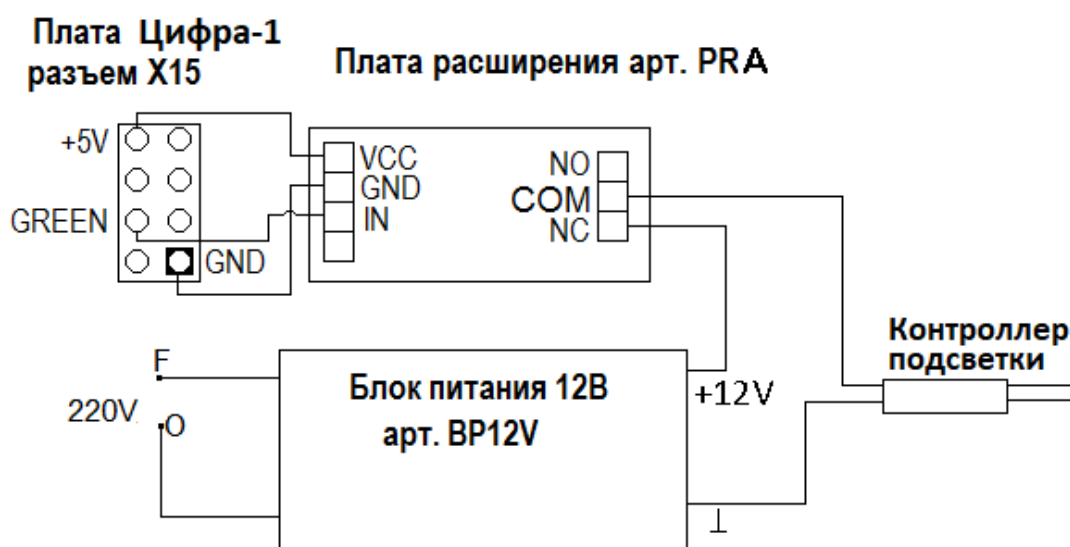 Плата Цифра-1
разъем X15
Плата расширения арт. PRA
+5V
GREEN
GND
VCC
GND
IN
NO
COM
NC
Контроллер
подсветки
F
220V
O
Блок питания 12В
арт. BP12V
+12V
⊥